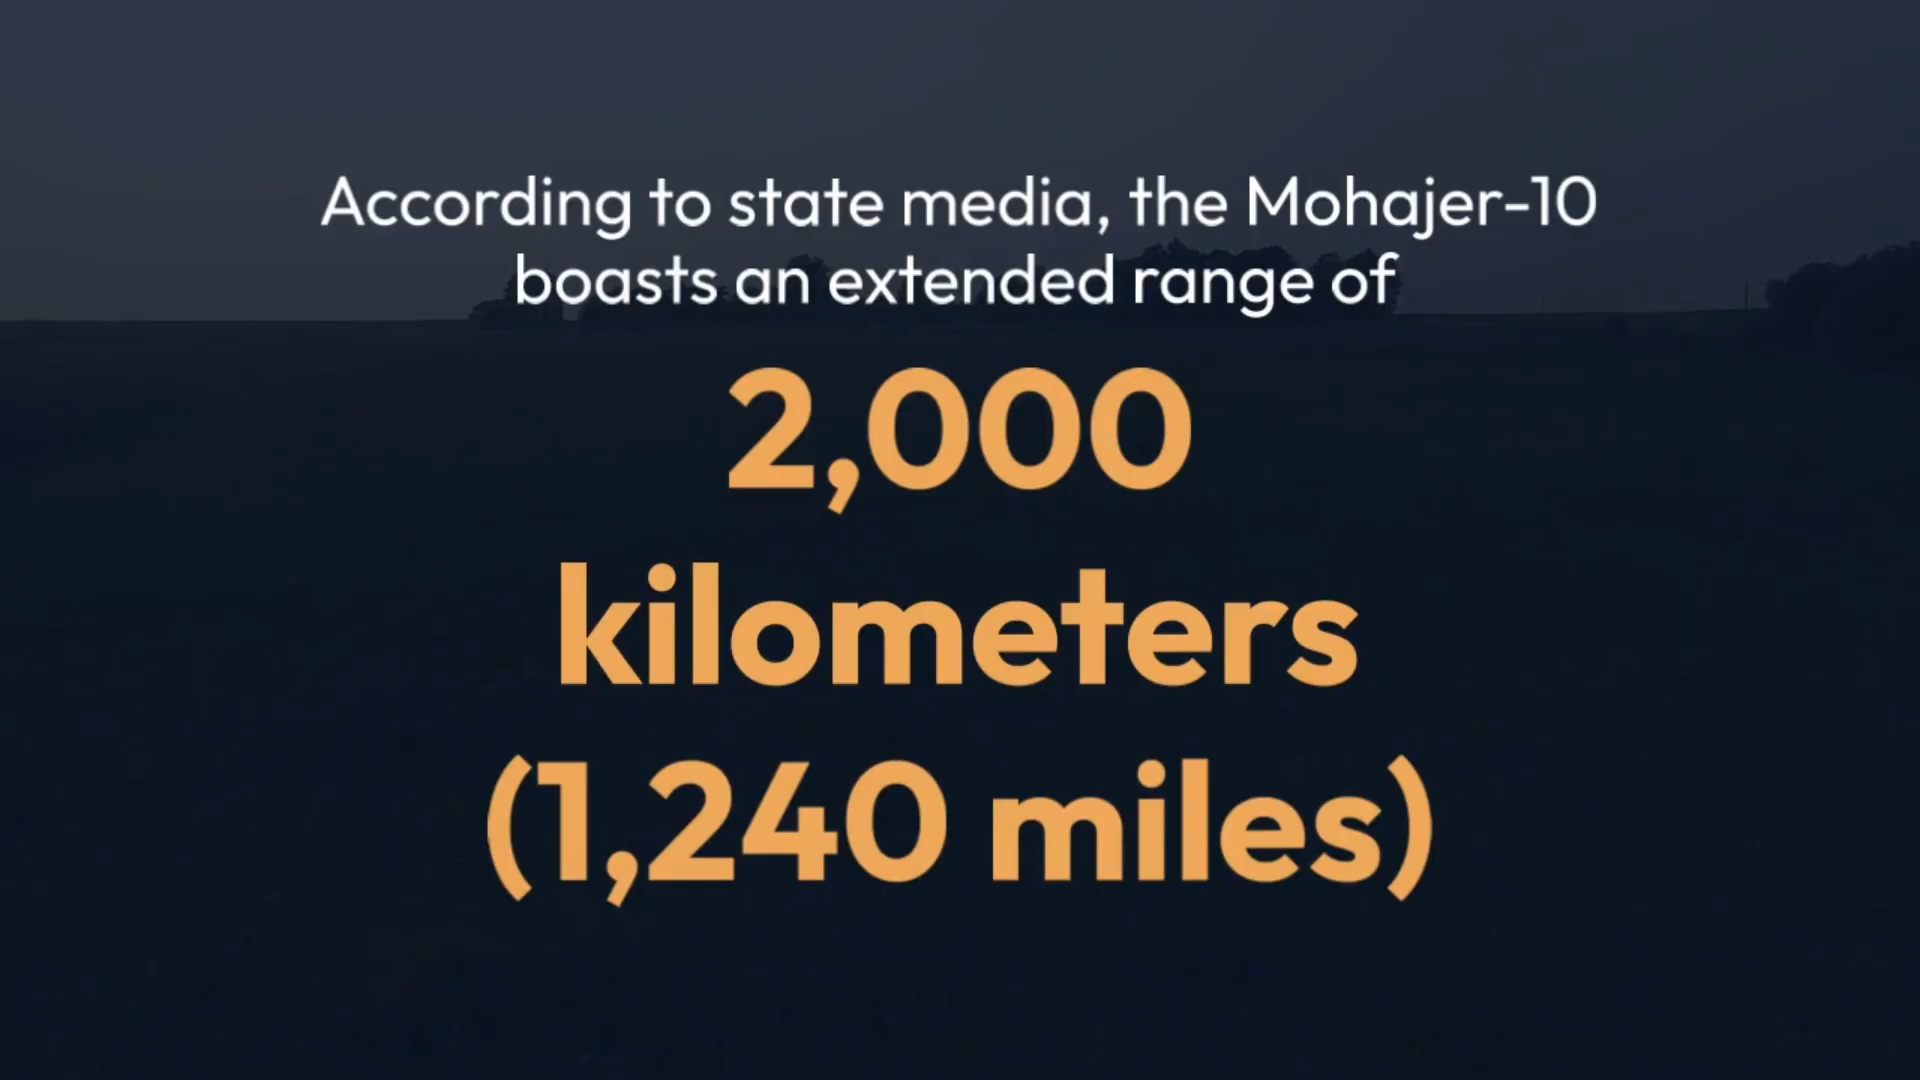 According to state media, the Mohajer-10
boasts an extended range of
2,000
kilometers
(1,240 miles)